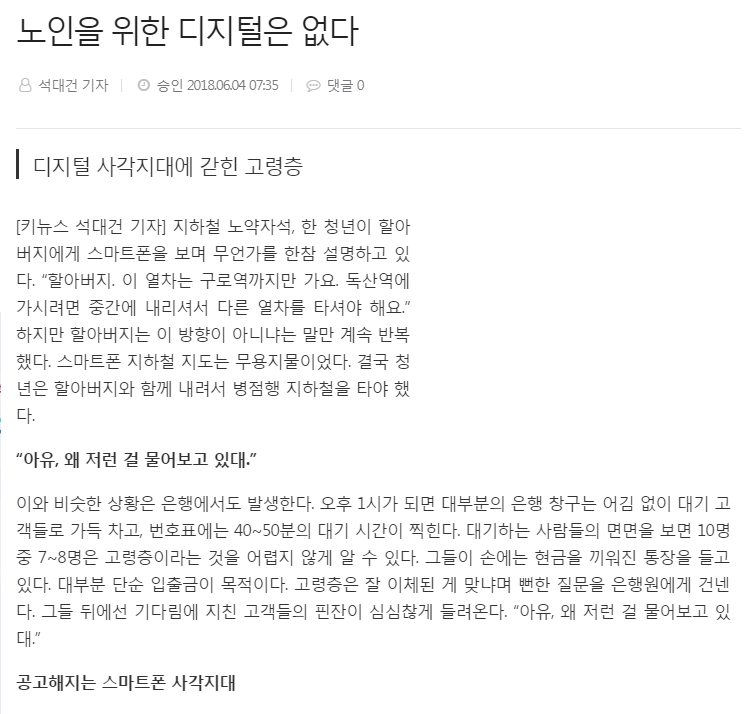 노인을 위한 디지털은 없다
석대건 기자 승인 2018.06.04 07:35 댓글 0
디지털 사각지대에 갇힌 고령층
[키뉴스 석대건 기자] 지하철 노약자석, 한 청년이 할아
버지에게 스마트폰을 보며 무언가를 한참 설명하고 있
다. “할아버지. 이 열차는 구로역까지만 가요. 독산역에
가시려면 중간에 내리셔서 다른 열차를 타셔야 해요.”
하지만 할아버지는 이 방향이 아니냐는 말만 계속 반복
했다. 스마트폰 지하철 지도는 무용지물이었다. 결국 청
년은 할아버지와 함께 내려서 병점행 지하철을 타야 했
다.
“아유, 왜 저런 걸 물어보고 있대.”
이와 비슷한 상황은 은행에서도 발생한다. 오후 1시가 되면 대부분의 은행 창구는 어김 없이 대기 고
객들로 가득 차고, 번호표에는 40~50분의 대기 시간이 찍힌다. 대기하는 사람들의 면면을 보면 10명
중 7~8명은 고령층이라는 것을 어렵지 않게 알 수 있다. 그들이 손에는 현금을 끼워진 통장을 들고
있다. 대부분 단순 입출금이 목적이다. 고령층은 잘 이체된 게 맞냐며 뻔한 질문을 은행원에게 건넨
다. 그들 뒤에선 기다림에 지친 고객들의 핀잔이 심심찮게 들려온다. “아유, 왜 저런 걸 물어보고 있
대.”
공고해지는 스마트폰 사각지대